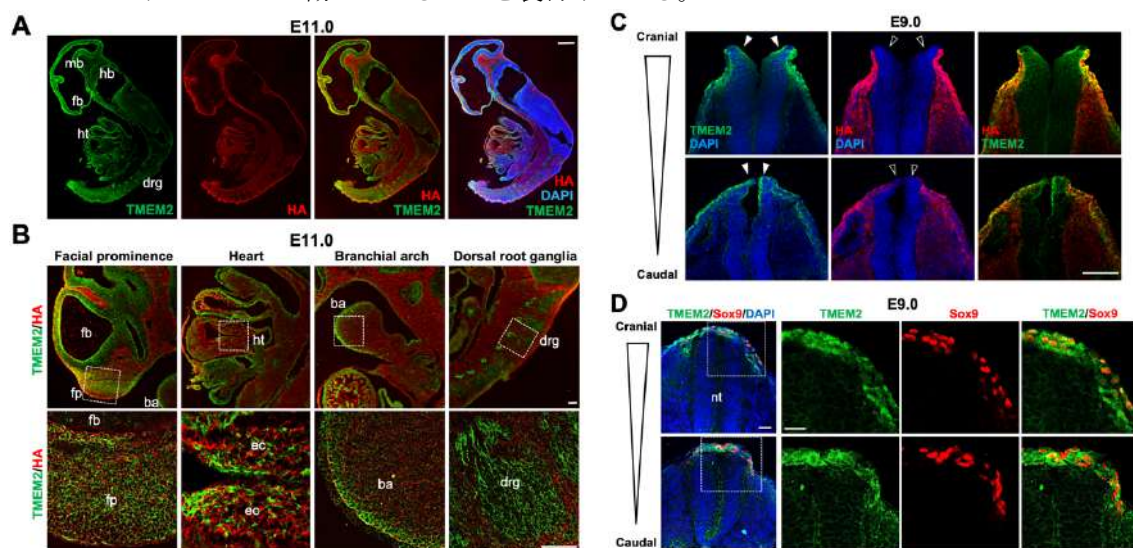 A
E11.0
mb
hb
fb
ht
drg
TMEM2
HA
HA
TMEM2
HA
DAPI
TMEM2
B
E11.0
Facial prominence
Heart
Branchial arch
Dorsal root ganglia
TMEM2/HA
fb
fp
ba
ht
ba
drg
TMEM2/HA
fb
fp
ec
ec
ba
drg
C
E9.0
Cranial
Caudal
TMEM2
DAPI
HA
DAPI
HA
TMEM2
D
E9.0
Cranial
Caudal
TMEM2/Sox9/DAPI
TMEM2
Sox9
TMEM2/Sox9
nt